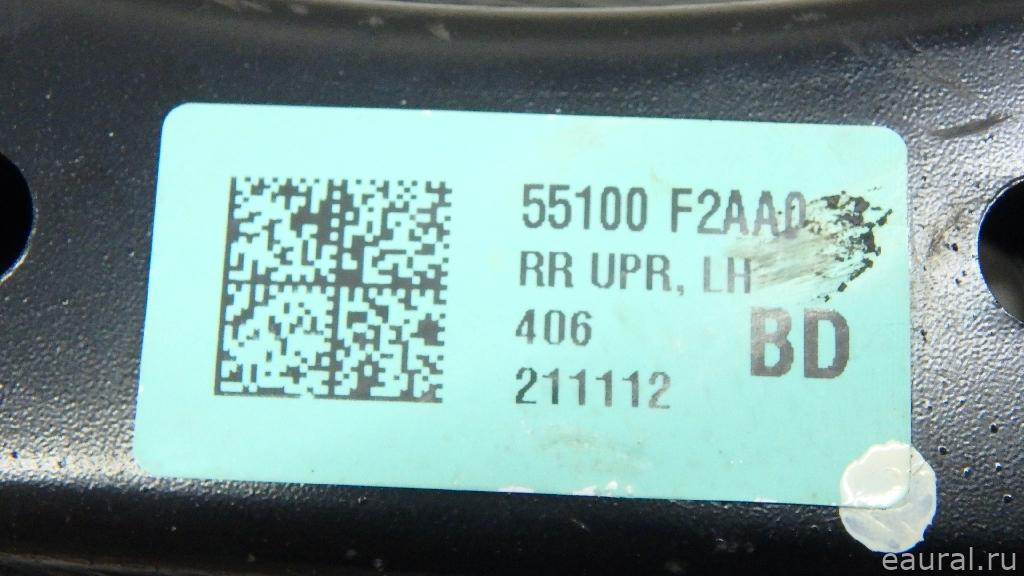 55100 F2AA0
RR UPR, LH
406
BD
211112
eaural.ru